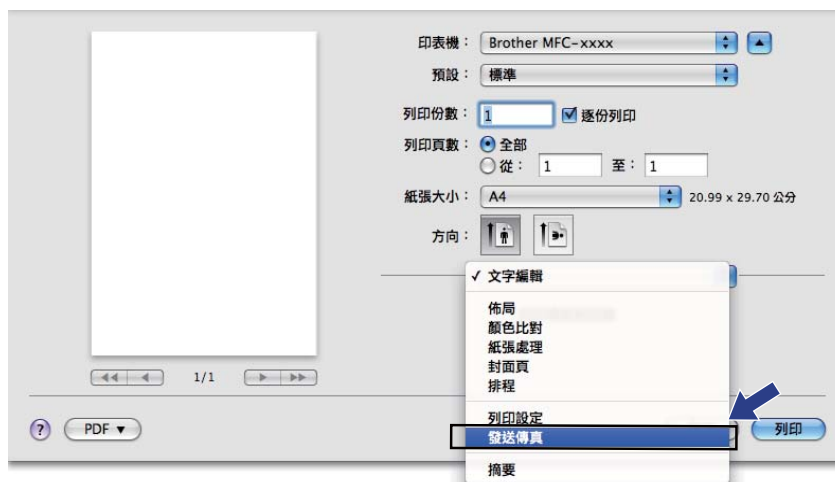 印表機： Brother MFC-xxxx
預設： 標準
列印份數： 1 逐份列印
列印頁數： 全部
從： 1 至： 1
紙張大小： A4 20.99 x 29.70 公分
方向：
✓ 文字編輯
佈局
顏色比對
紙張處理
封面頁
排程
列印設定
發送傳真
摘要
1/1
? PDF ▼
列印